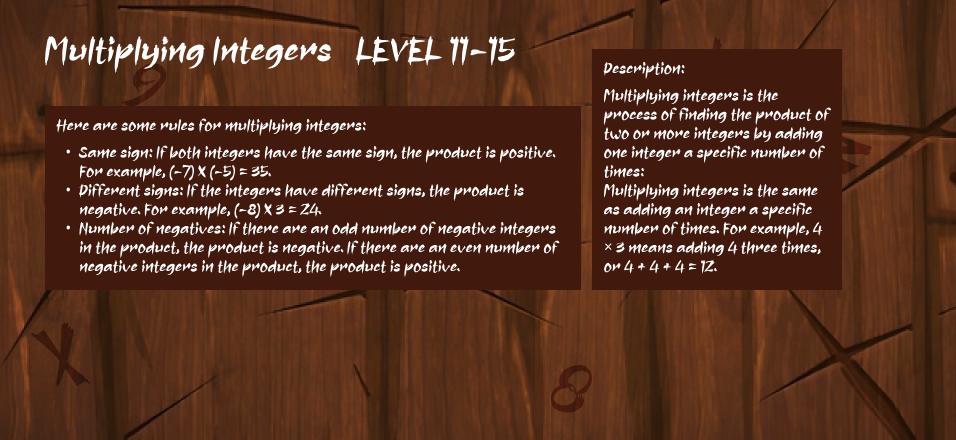 Multiplying Integers LEVEL 11-15
9
Here are some rules for multiplying integers:
• Same sign: If both integers have the same sign, the product is positive.
For example, (-7) X (-5) = 35.
• Different signs: If the integers have different signs, the product is
negative. For example, (-8) X 3 = 24.
• Number of negatives: If there are an odd number of negative integers
in the product, the product is negative. If there are an even number of
negative integers in the product, the product is positive.
Description:
Multiplying integers is the
process of finding the product of
two or more integers by adding
one integer a specific number of
times:
Multiplying integers is the same
as adding an integer a specific
number of times. For example, 4
× 3 means adding 4 three times,
or 4 + 4 + 4 = 12.
X
8